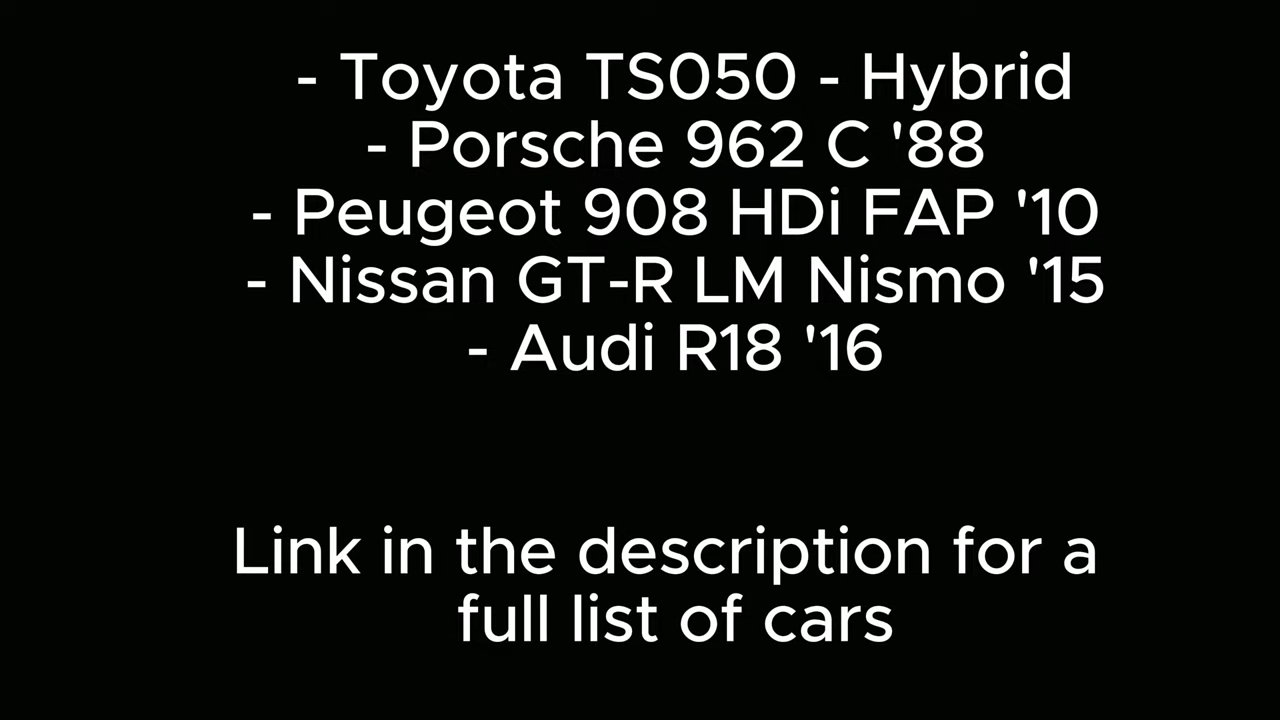 - Toyota TS050 - Hybrid
- Porsche 962 C '88
- Peugeot 908 HDi FAP '10
- Nissan GT-R LM Nismo '15
- Audi R18 '16
Link in the description for a
full list of cars